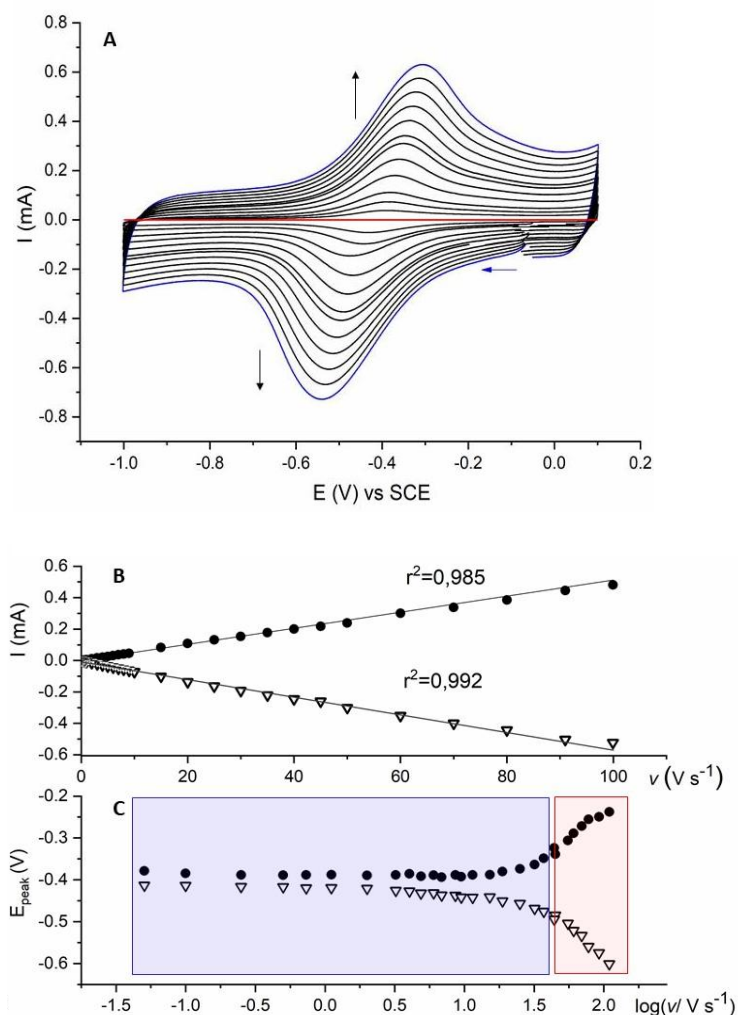 A
0.8
0.6
0.4
0.2
0.0
-0.2
-0.4
-0.6
-0.8
I (mA)
-1.0 -0.8 -0.6 -0.4 -0.2 0.0 0.2
E (V) vs SCE
B
0.6
0.4
0.2
0.0
-0.2
-0.4
-0.6
I (mA)
r²=0,985
r²=0,992
0 20 40 60 80 100 v (V s⁻¹)
C
-0.2
-0.3
-0.4
-0.5
-0.6
Epeak (V)
-1.5 -1.0 -0.5 0.0 0.5 1.0 1.5 2.0 log(v/ V s⁻¹)